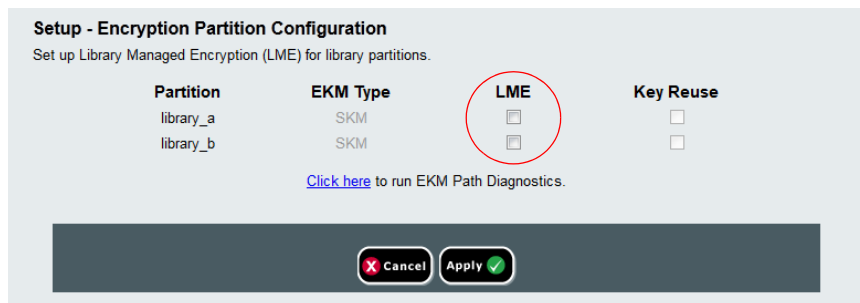 Setup - Encryption Partition Configuration
Set up Library Managed Encryption (LME) for library partitions.
Partition EKM Type LME Key Reuse
library_a SKM
library_b SKM
Click here to run EKM Path Diagnostics.
Cancel Apply